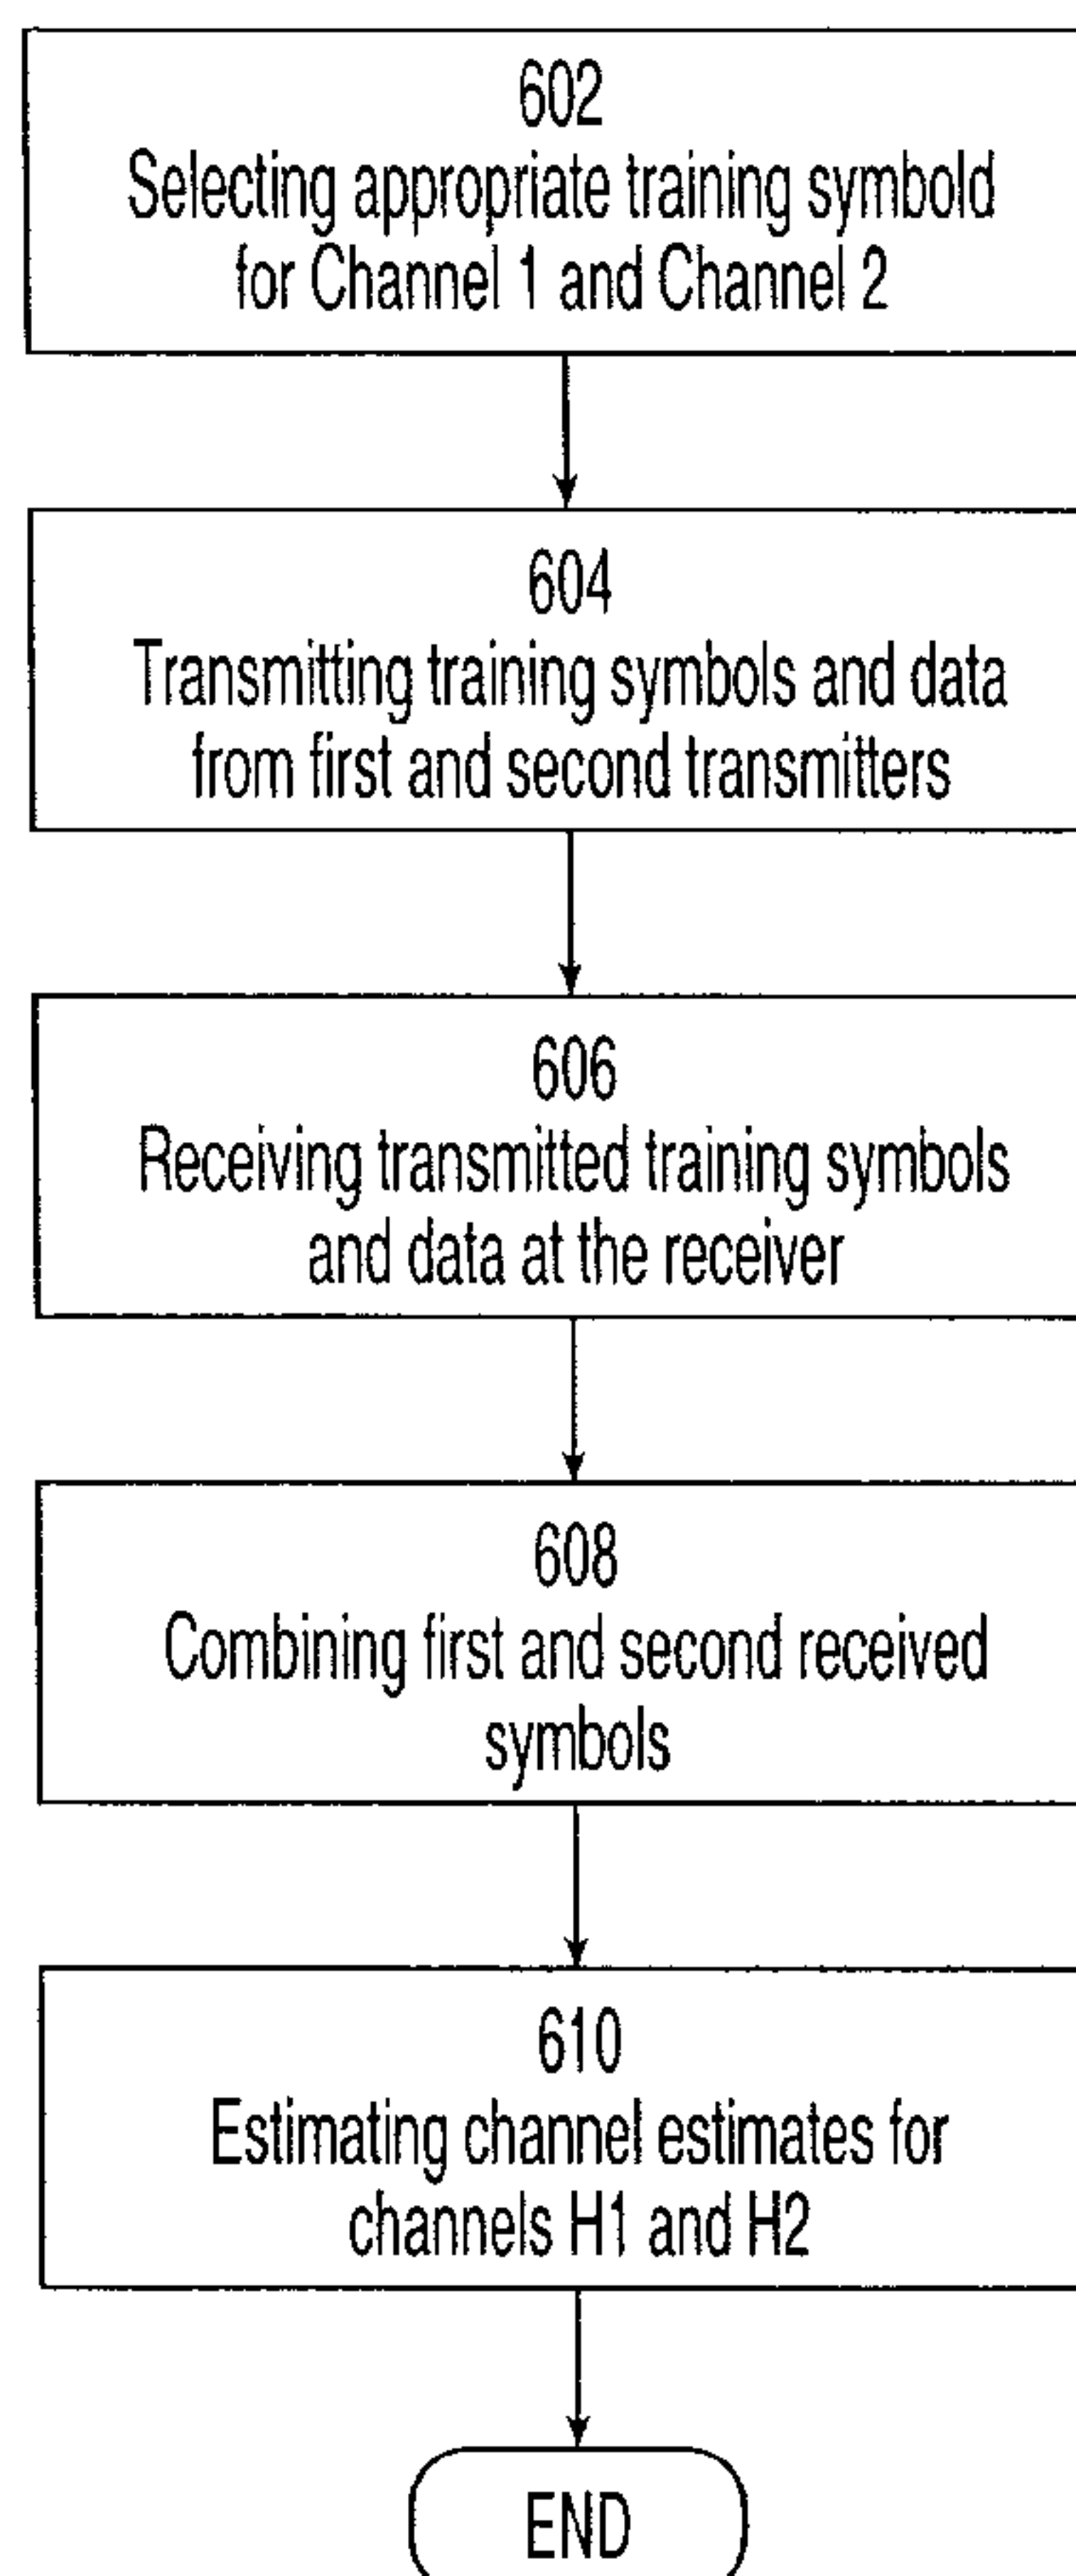 602
Selecting appropriate training symbold
for Channel 1 and Channel 2
604
Transmitting training symbols and data
from first and second transmitters
606
Receiving transmitted training symbols
and data at the receiver
608
Combining first and second received
symbols
610
Estimating channel estimates for
channels H1 and H2
END